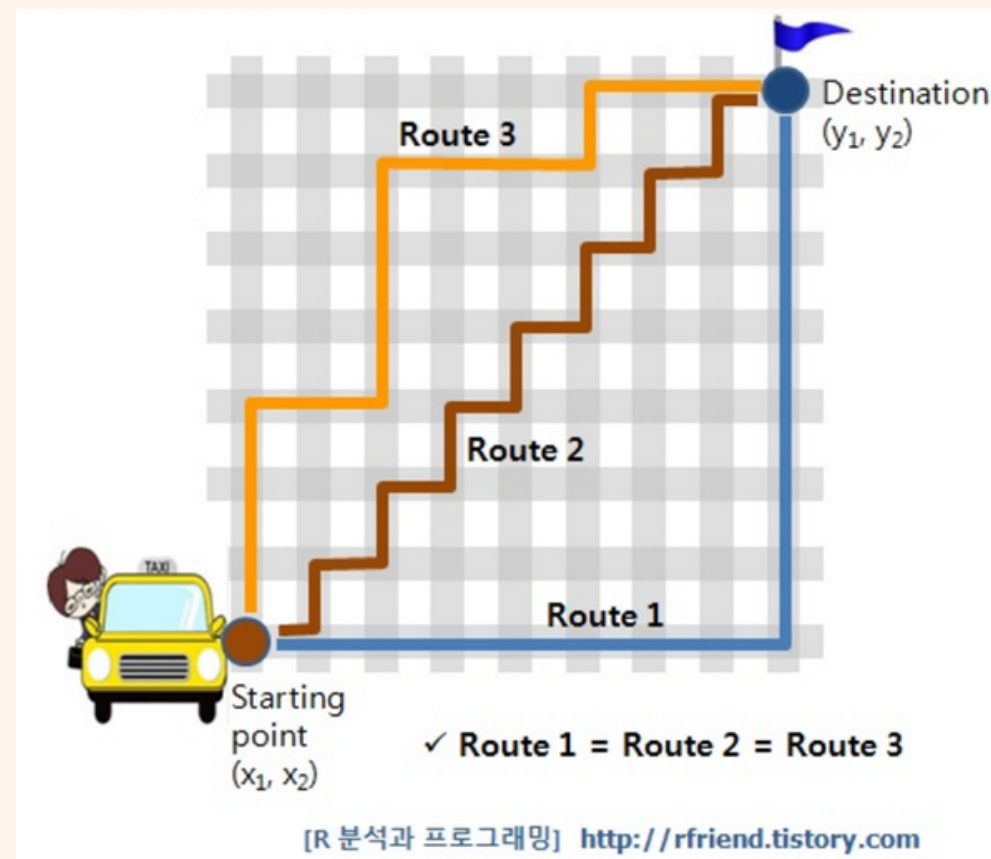 Route 3
Destination
(y₁, y₂)
Route 2
TAXI
Route 1
Starting
point
(x₁, x₂)
✓ Route 1 = Route 2 = Route 3
[R 분석과 프로그래밍] http://rfriend.tistory.com